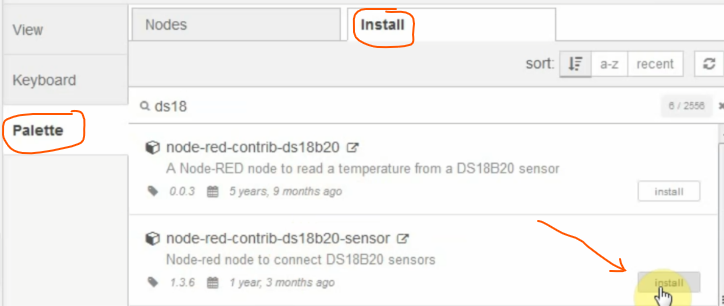 View
Keyboard
Palette
Nodes
Install
sort:
a-z
recent
ds18
6 / 2556
node-red-contrib-ds18b20
A Node-RED node to read a temperature from a DS18B20 sensor
0.0.3
5 years, 9 months ago
install
node-red-contrib-ds18b20-sensor
Node-red node to connect DS18B20 sensors
1.3.6
1 year, 3 months ago
install